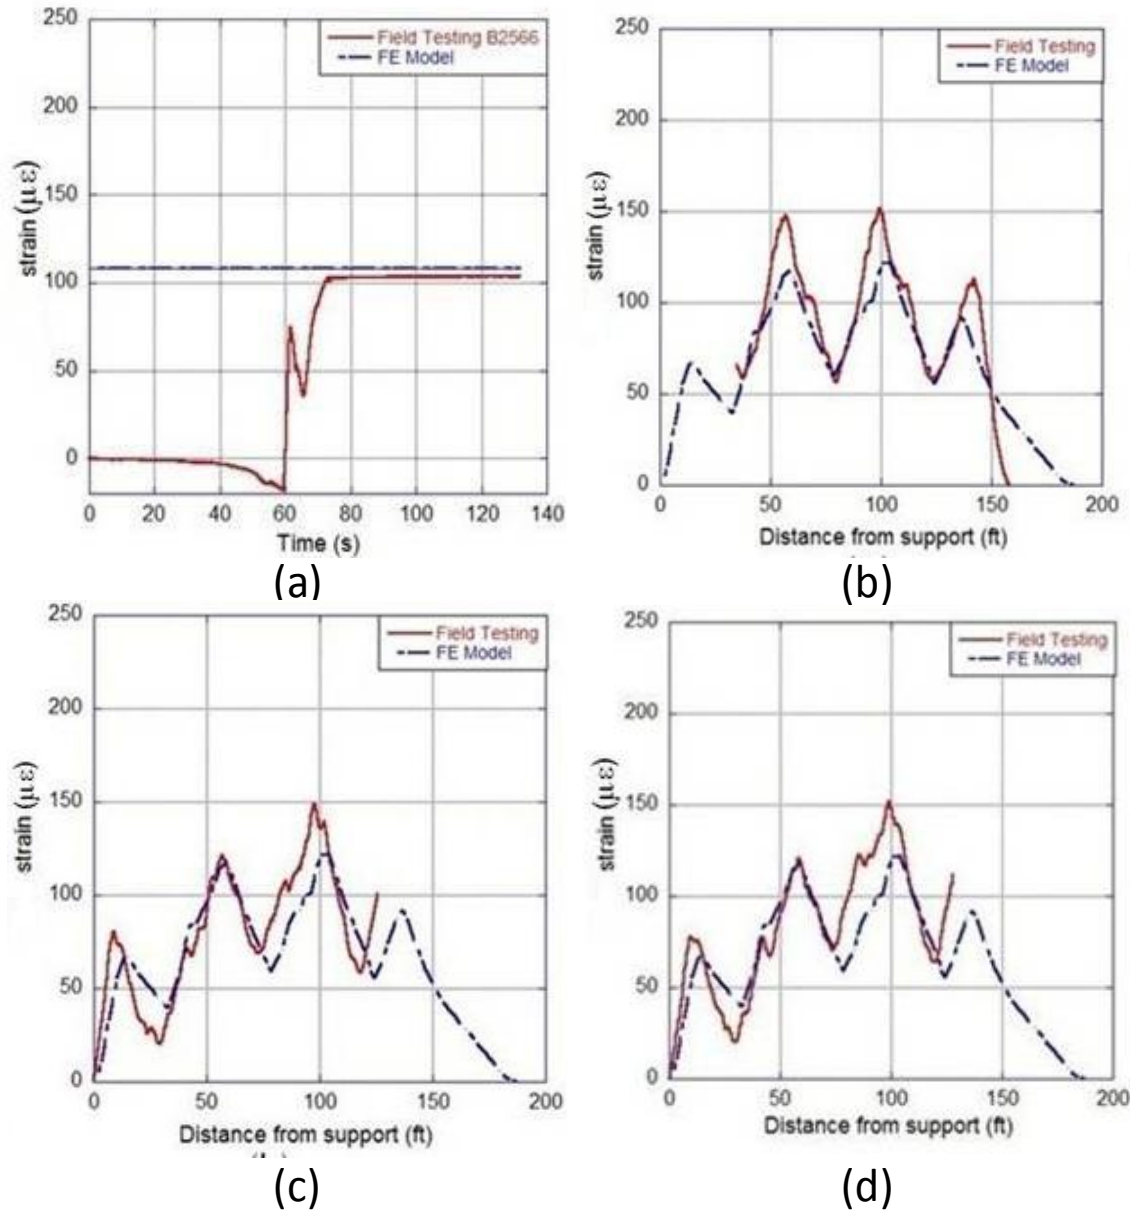 250
200
150
100
50
0
strain (με)
Field Testing B2566
FE Model
0 20 40 60 80 100 120 140
Time (s)
(a)
250
200
150
100
50
0
strain (με)
Field Testing
FE Model
0 50 100 150 200
Distance from support (ft)
(b)
250
200
150
100
50
0
strain (με)
Field Testing
FE Model
0 50 100 150 200
Distance from support (ft)
(c)
250
200
150
100
50
0
strain (με)
Field Testing
FE Model
0 50 100 150 200
Distance from support (ft)
(d)